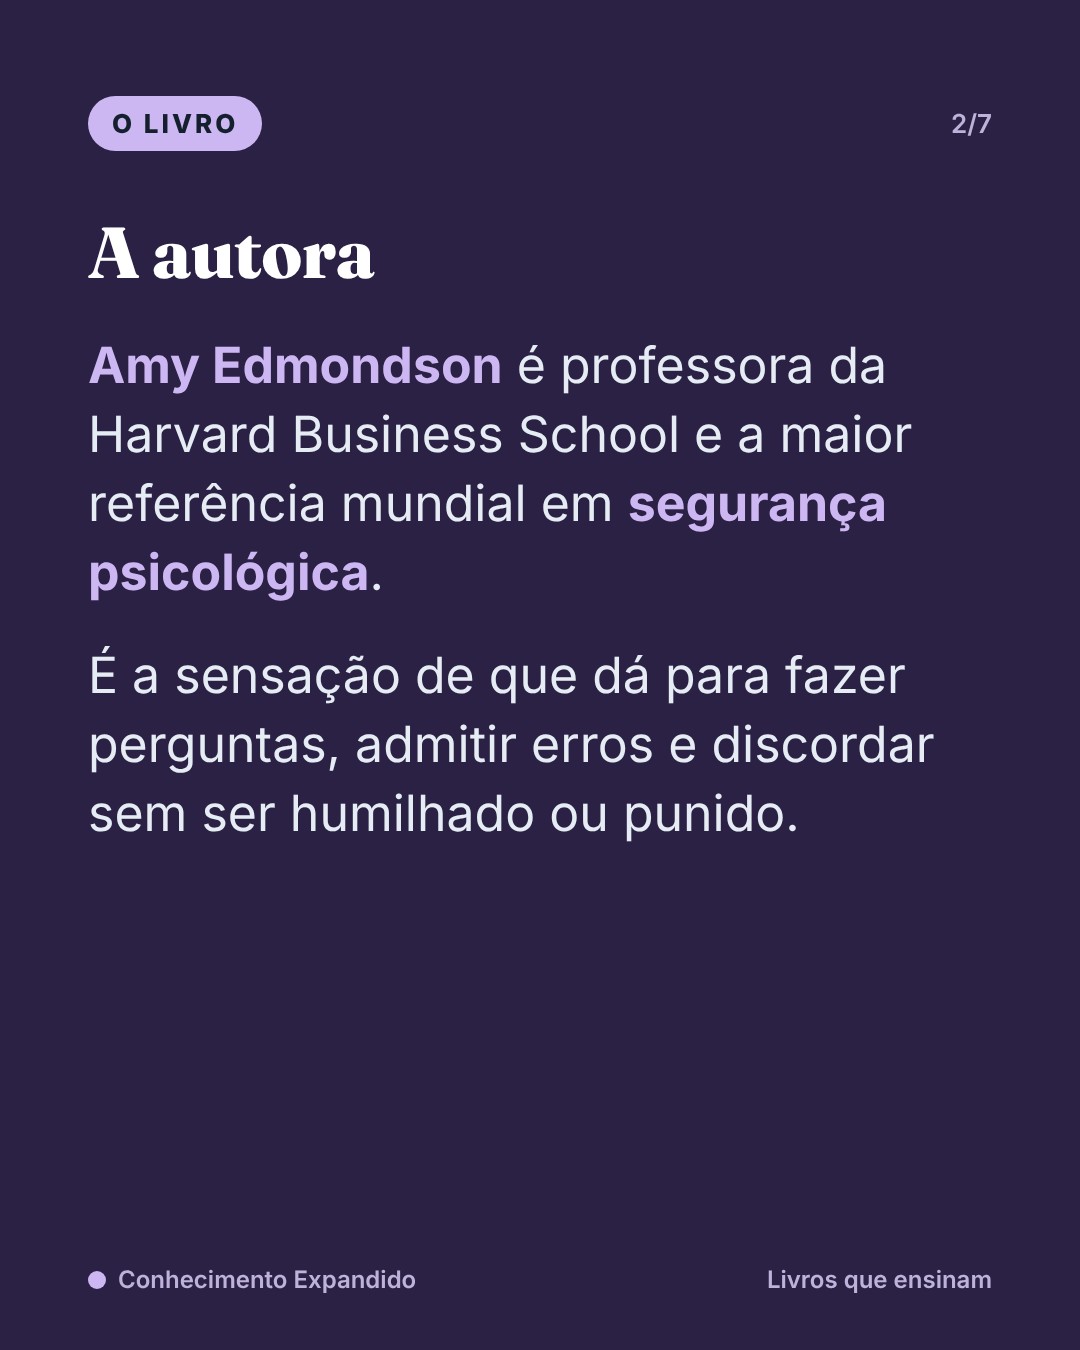 O LIVRO
2/7
A autora
Amy Edmondson é professora da
Harvard Business School e a maior
referência mundial em segurança
psicológica.
É a sensação de que dá para fazer
perguntas, admitir erros e discordar
sem ser humilhado ou punido.
Conhecimento Expandido
Livros que ensinam